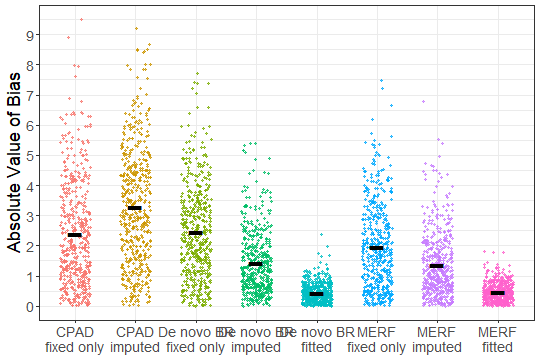 Absolute Value of Bias
9
8
7
6
5
4
3
2
1
0
CPAD
fixed only
CPAD
imputed
De novo BR
fixed only
De novo BR
imputed
De novo BR
fitted
MERF
fixed only
MERF
imputed
MERF
fitted